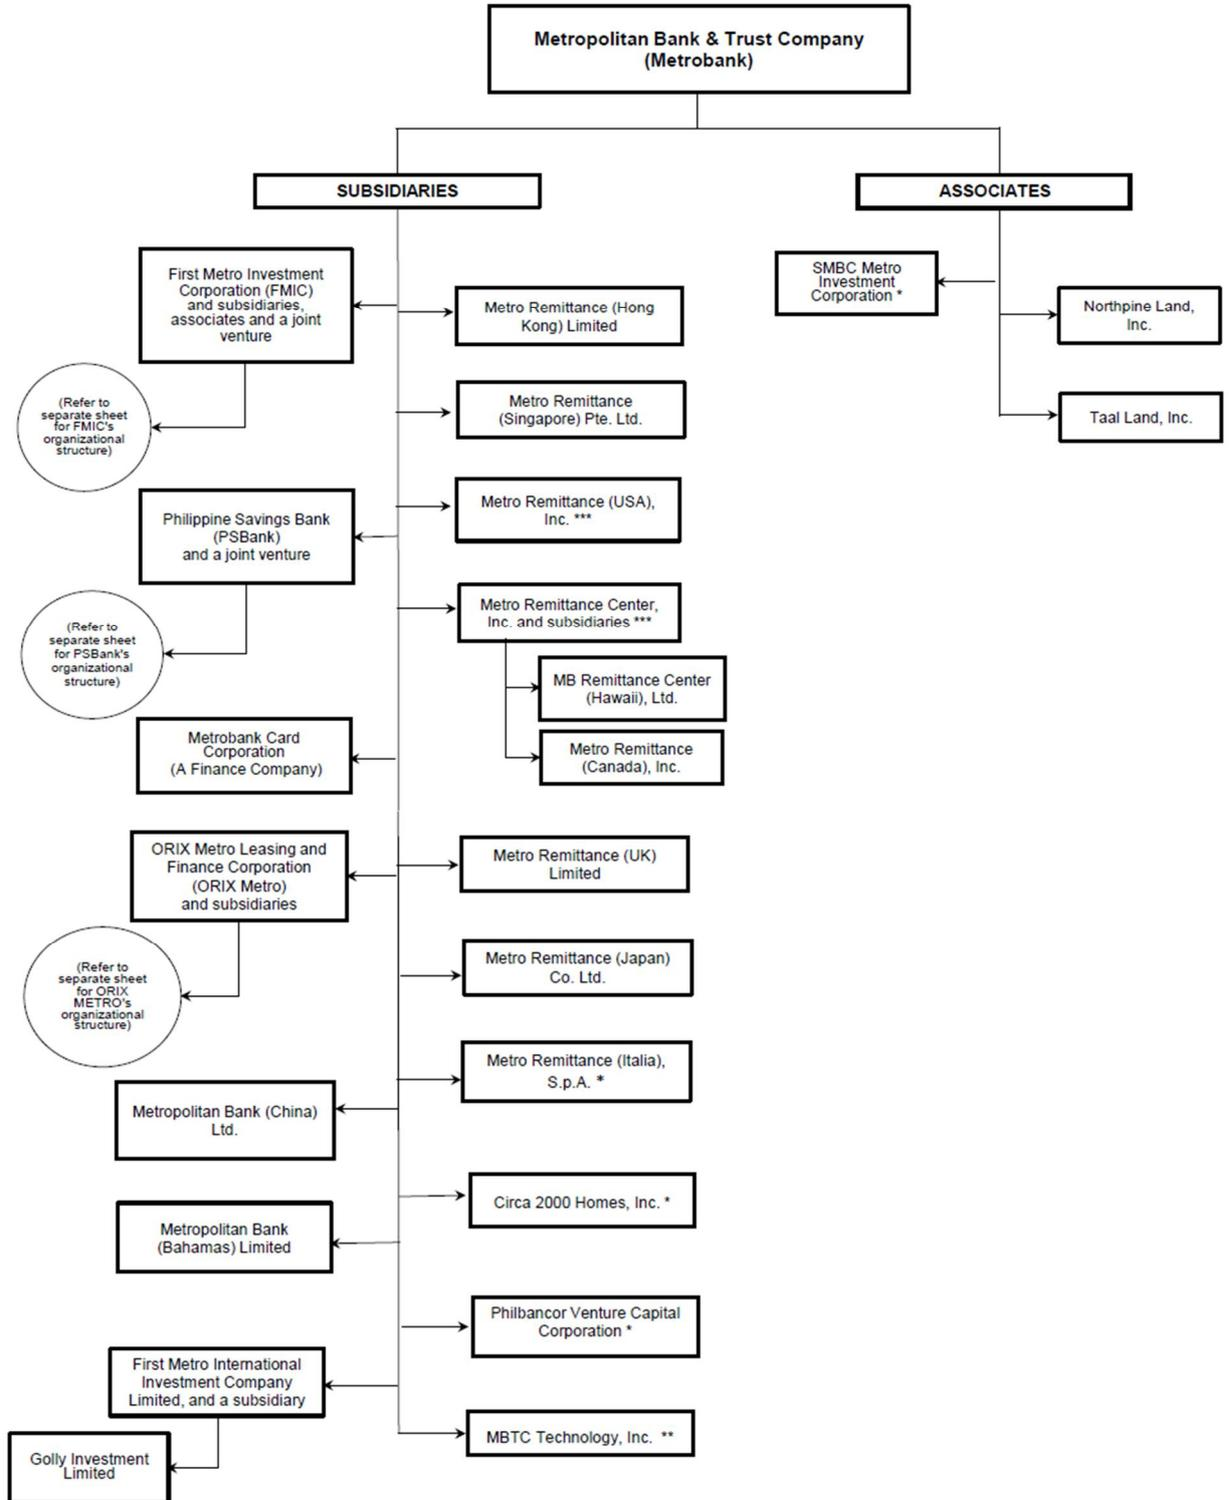 Metropolitan Bank & Trust Company
(Metrobank)
SUBSIDIARIES
ASSOCIATES
First Metro Investment
Corporation (FMIC)
and subsidiaries,
associates and a joint
venture
(Refer to
separate sheet
for FMIC's
organizational
structure)
Philippine Savings Bank
(PSBank)
and a joint venture
(Refer to
separate sheet
for PSBank's
organizational
structure)
Metrobank Card
Corporation
(A Finance Company)
ORIX Metro Leasing and
Finance Corporation
(ORIX Metro)
and subsidiaries
(Refer to
separate sheet
for ORIX
METRO's
organizational
structure)
Metropolitan Bank (China)
Ltd.
Metropolitan Bank
(Bahamas) Limited
First Metro International
Investment Company
Limited, and a subsidiary
Golly Investment
Limited
Metro Remittance (Hong
Kong) Limited
Metro Remittance
(Singapore) Pte. Ltd.
Metro Remittance (USA),
Inc. ***
Metro Remittance Center,
Inc. and subsidiaries ***
MB Remittance Center
(Hawaii), Ltd.
Metro Remittance
(Canada), Inc.
Metro Remittance (UK)
Limited
Metro Remittance (Japan)
Co. Ltd.
Metro Remittance (Italia),
S.p.A. *
Circa 2000 Homes, Inc. *
Philbancor Venture Capital
Corporation *
MBTC Technology, Inc. **
SMBC Metro
Investment
Corporation *
Northpine Land,
Inc.
Taal Land, Inc.